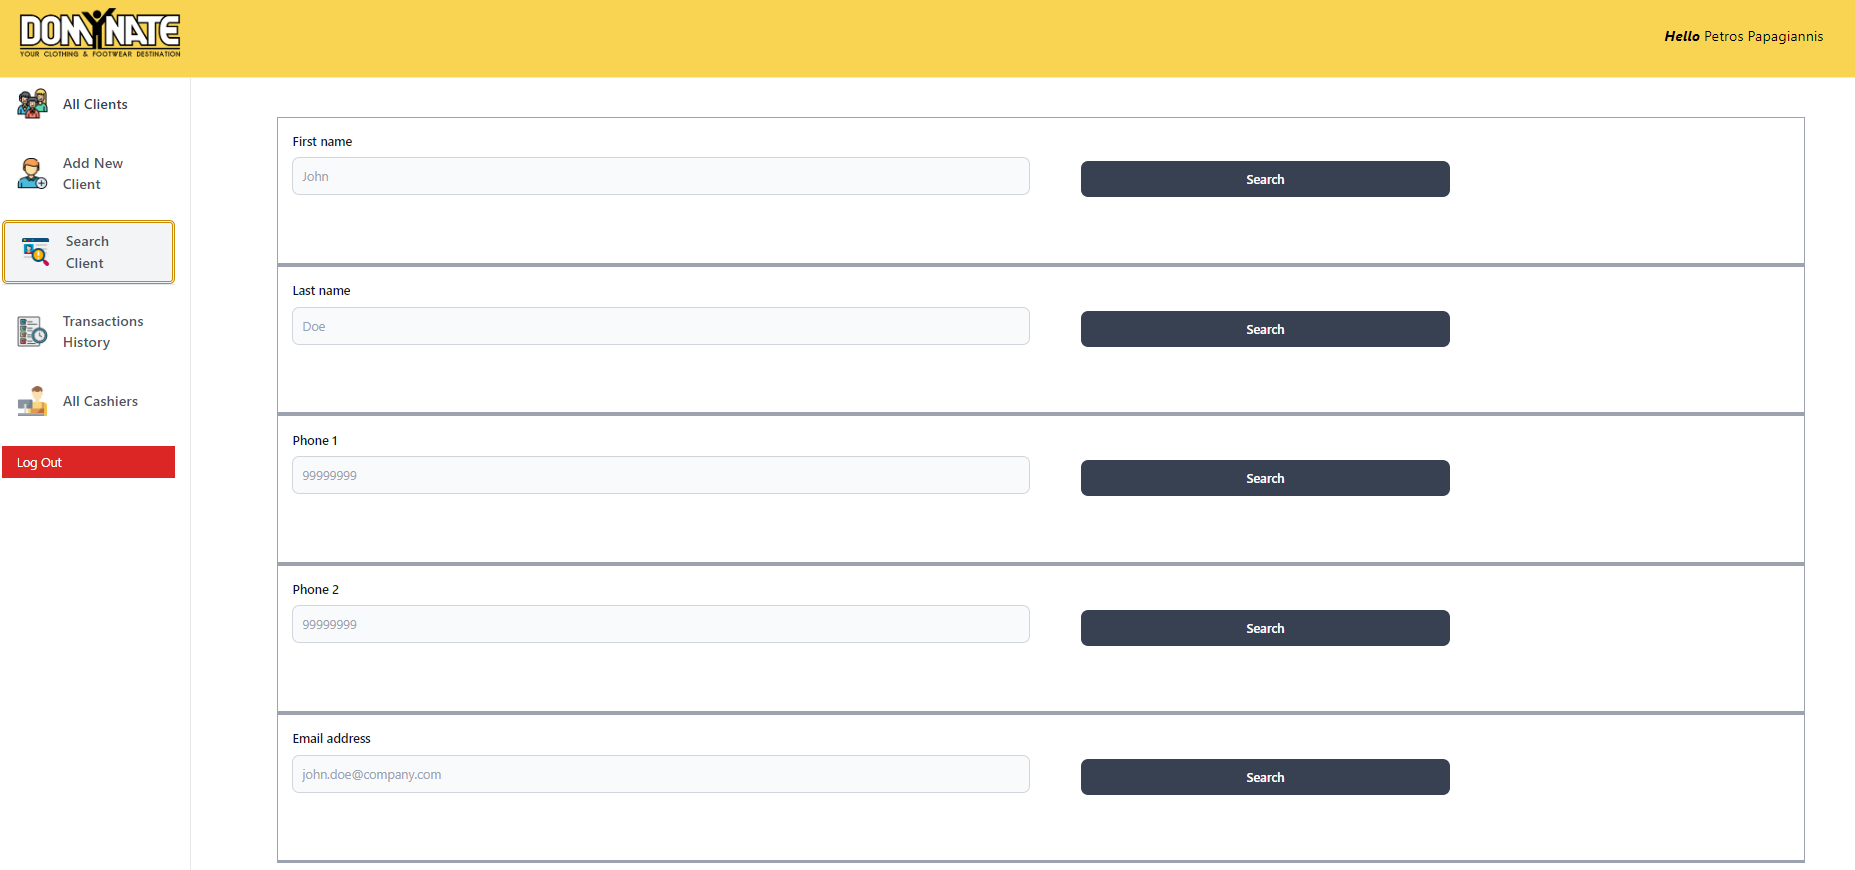 DOMYNATE
YOUR CLOTHING & FOOTWEAR DESTINATION
Hello Petros Papagiannis
All Clients
Add New
Client
Search
Client
Transactions
History
All Cashiers
Log Out
First name
John
Search
Last name
Doe
Search
Phone 1
99999999
Search
Phone 2
99999999
Search
Email address
john.doe@company.com
Search